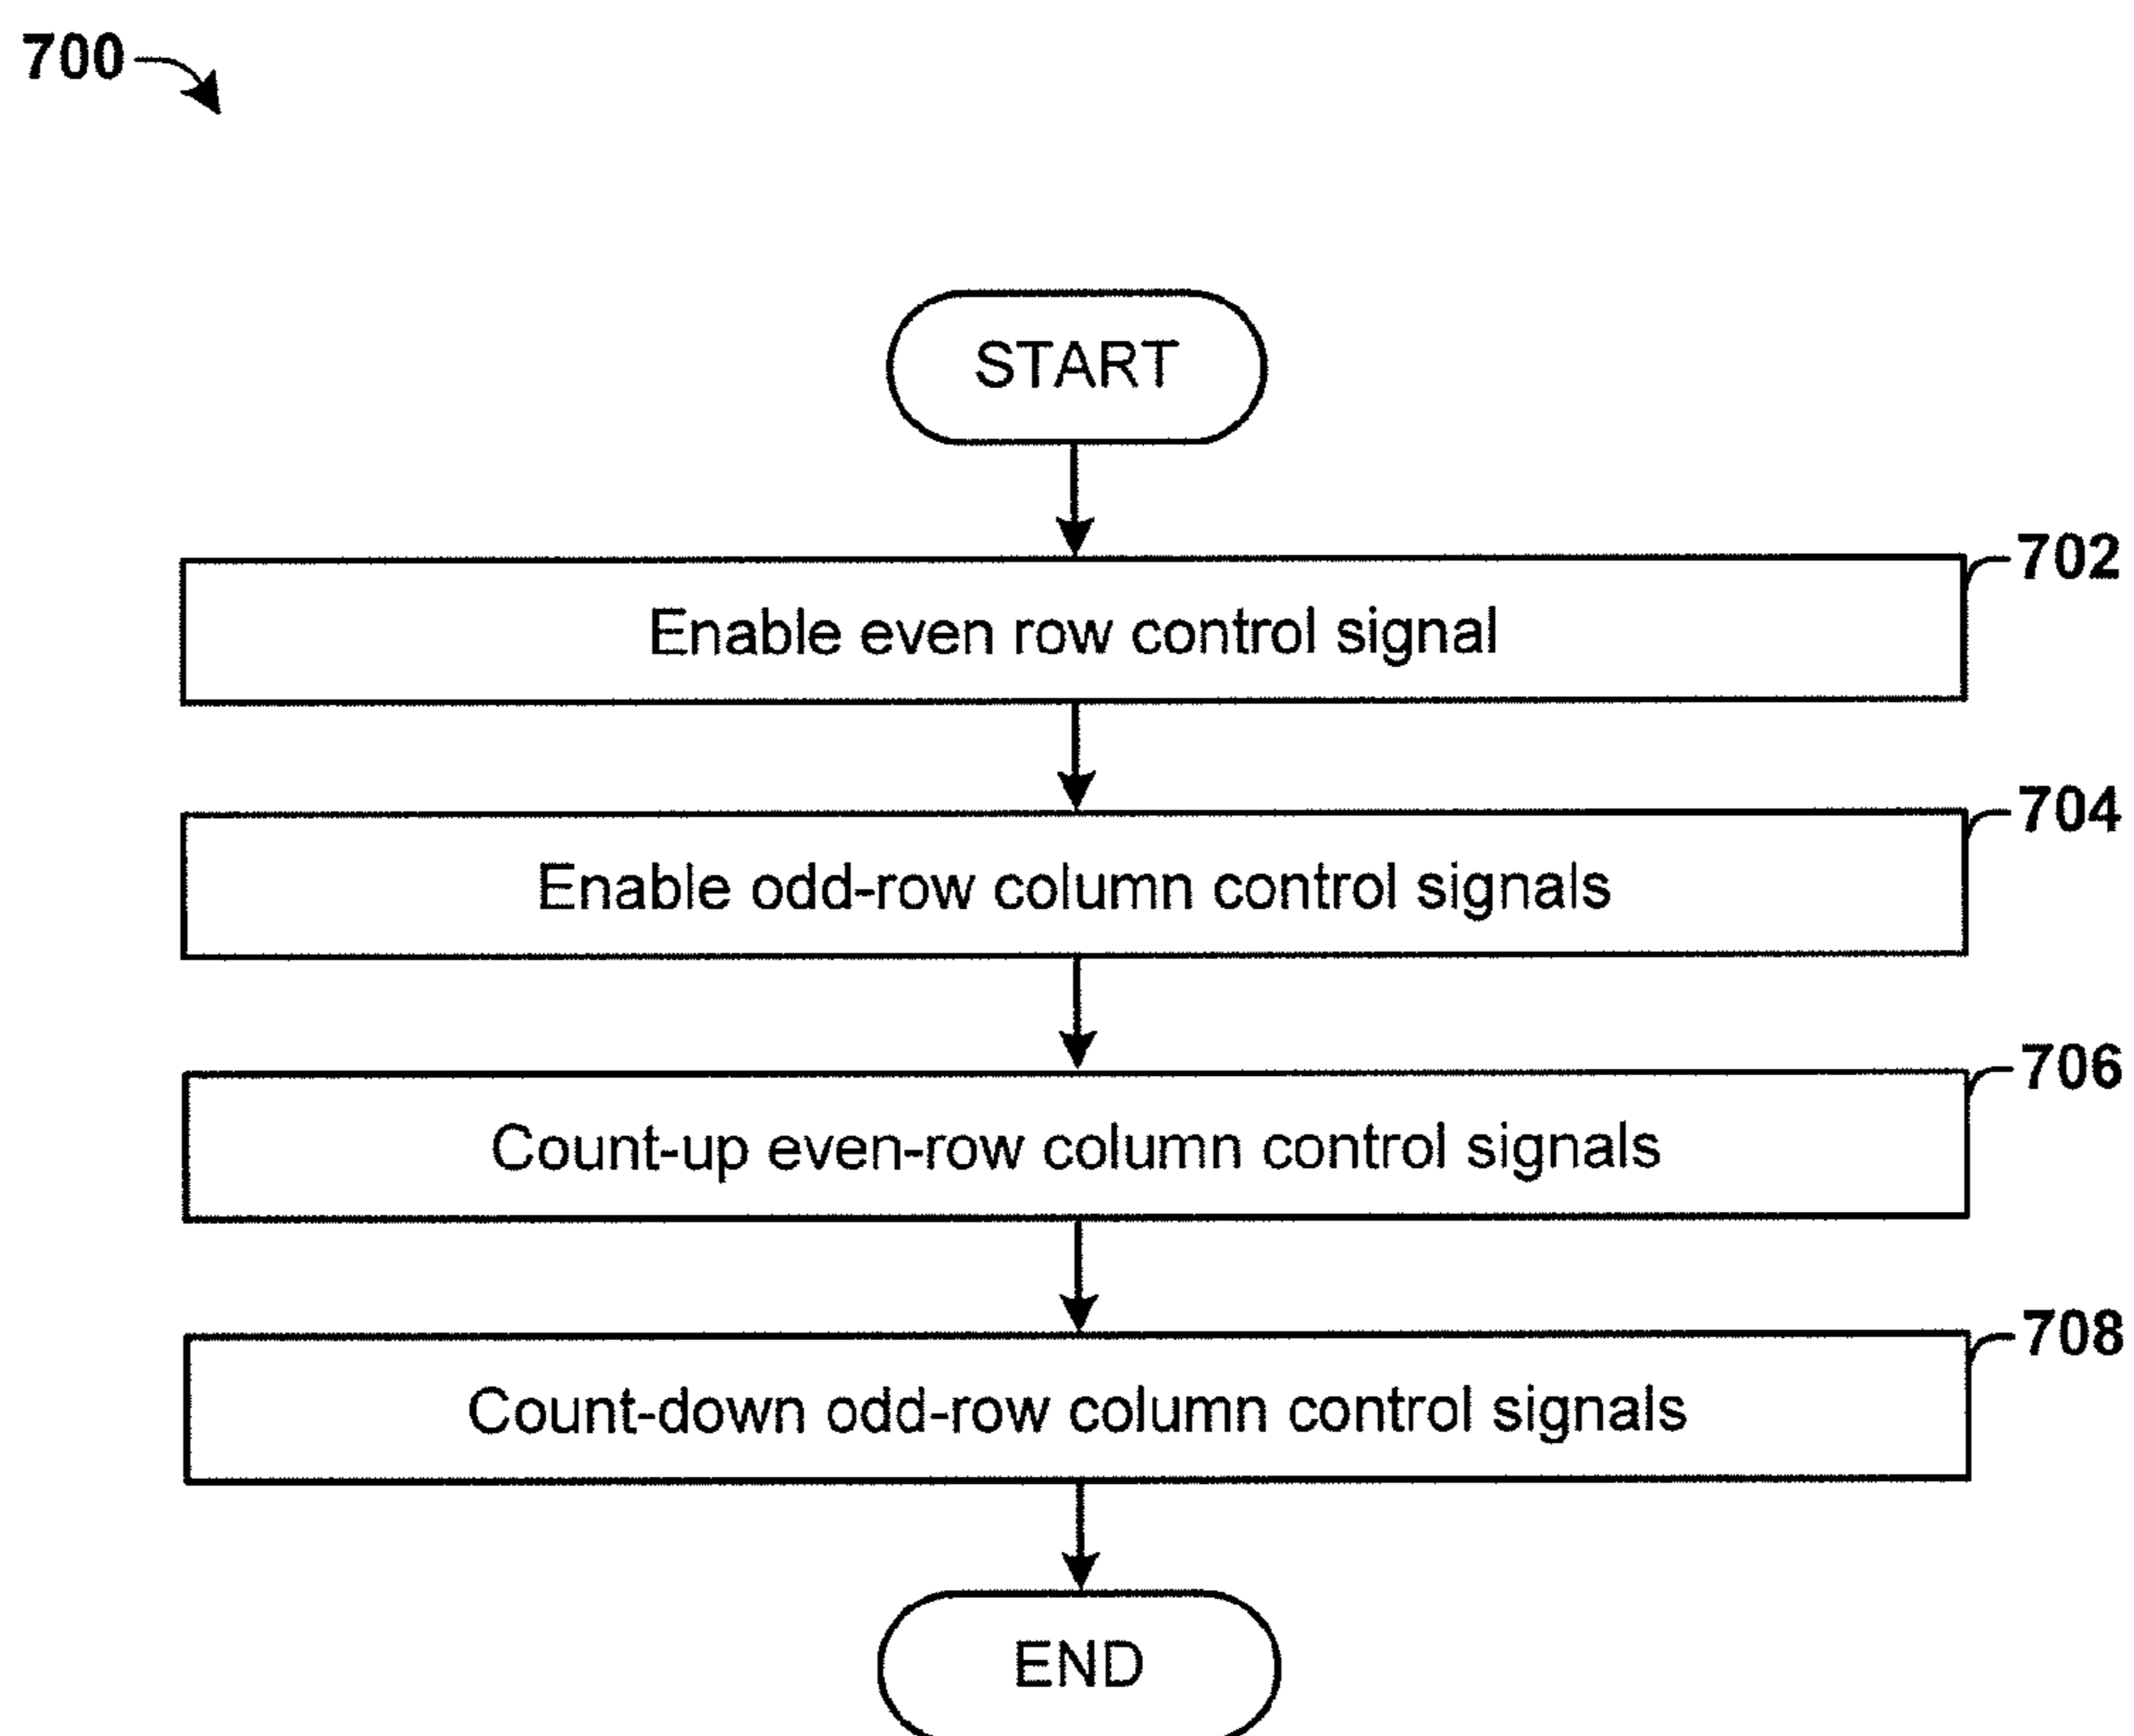 700
START
702
Enable even row control signal
704
Enable odd-row column control signals
706
Count-up even-row column control signals
708
Count-down odd-row column control signals
END